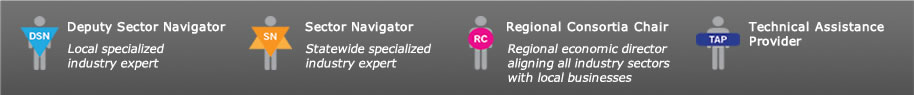 DSN
Deputy Sector Navigator
Local specialized
industry expert
SN
Sector Navigator
Statewide specialized
industry expert
RC
Regional Consortia Chair
Regional economic director
aligning all industry sectors
with local businesses
TAP
Technical Assistance
Provider